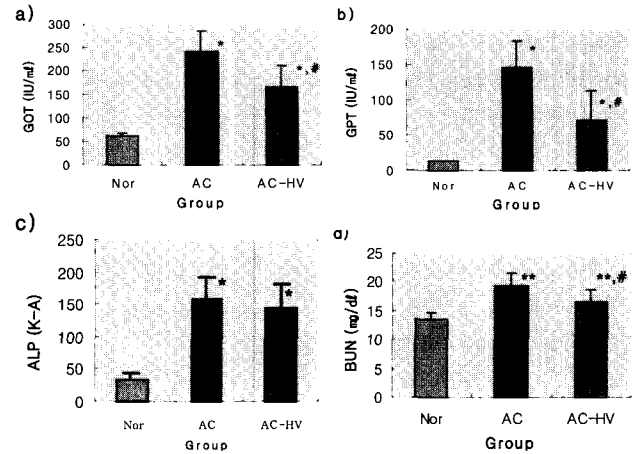 a)
300
250
200
150
100
50
0
GOT (IU/㎖)
*
*,#
Nor AC AC-HV
Group
b)
200
150
100
50
0
GPT (IU/㎖)
*
*,#
Nor AC AC-HV
Group
c)
250
200
150
100
50
0
ALP (K-A)
*
*
Nor AC AC-HV
Group
d)
25
20
15
10
5
0
BUN (㎎/㎗)
**
**,#
Nor AC AC-HV
Group